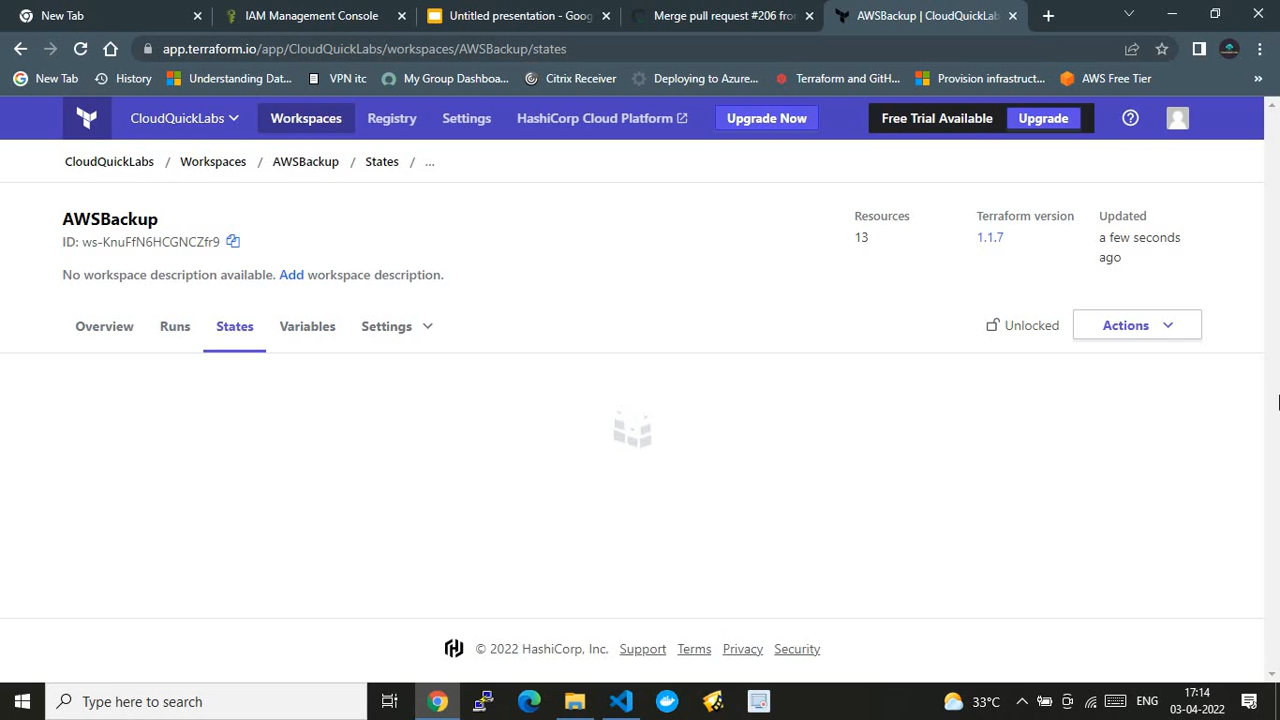 New Tab
IAM Management Console
Untitled presentation - Goog
Merge pull request #206 from
AWSBackup | CloudQuickLab
app.terraform.io/app/CloudQuickLabs/workspaces/AWSBackup/states
New Tab
History
Understanding Dat...
VPN itc
My Group Dashboa...
Citrix Receiver
Deploying to Azure...
Terraform and GitH...
Provision infrastruct...
AWS Free Tier
»
CloudQuickLabs
Workspaces
Registry
Settings
HashiCorp Cloud Platform
Upgrade Now
Free Trial Available
Upgrade
CloudQuickLabs / Workspaces / AWSBackup / States / ...
AWSBackup
ID: ws-KnuFfN6HCGNCZfr9
No workspace description available. Add workspace description.
Resources
13
Terraform version
1.1.7
Updated
a few seconds
ago
Overview
Runs
States
Variables
Settings
Unlocked
Actions
© 2022 HashiCorp, Inc. Support Terms Privacy Security
Type here to search
33°C
ENG
17:14
03-04-2022